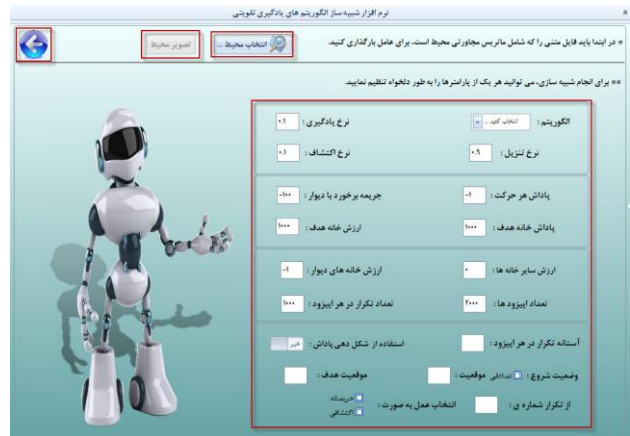 نرم افزار شبیه ساز الگوریتم های یادگیری تقویتی
* در ابتدا باید فایل متنی را که شامل ماتریس مجاورتی محیط است، برای عامل بارگذاری کنید.
انتخاب محیط ...
تصویر محیط
** برای انجام شبیه سازی، می توانید هر یک از پارامترها را به طور دلخواه تنظیم نمایید.
الگوریتم : انتخاب کنید ... نرخ یادگیری : ۰.۱
نرخ تنزیل : ۰.۹ نرخ اکتشاف : ۰.۱
پاداش هر حرکت : -۱ جریمه برخورد با دیوار : -۱۰۰
پاداش خانه هدف : ۱۰۰۰ ارزش خانه هدف : ۱۰۰۰
ارزش سایر خانه ها : ۰ ارزش خانه های دیوار : -۱
تعداد اپیزود ها : ۲۰۰۰ تعداد تکرار در هر اپیزود : ۱۰۰۰
آستانه تکرار در هر اپیزود : استفاده از شکل دهی پاداش : خیر
وضعیت شروع : تصادفی موقعیت : موقعیت هدف :
از تکرار شماره ی : انتخاب عمل به صورت : حریصانه
اکتشافی